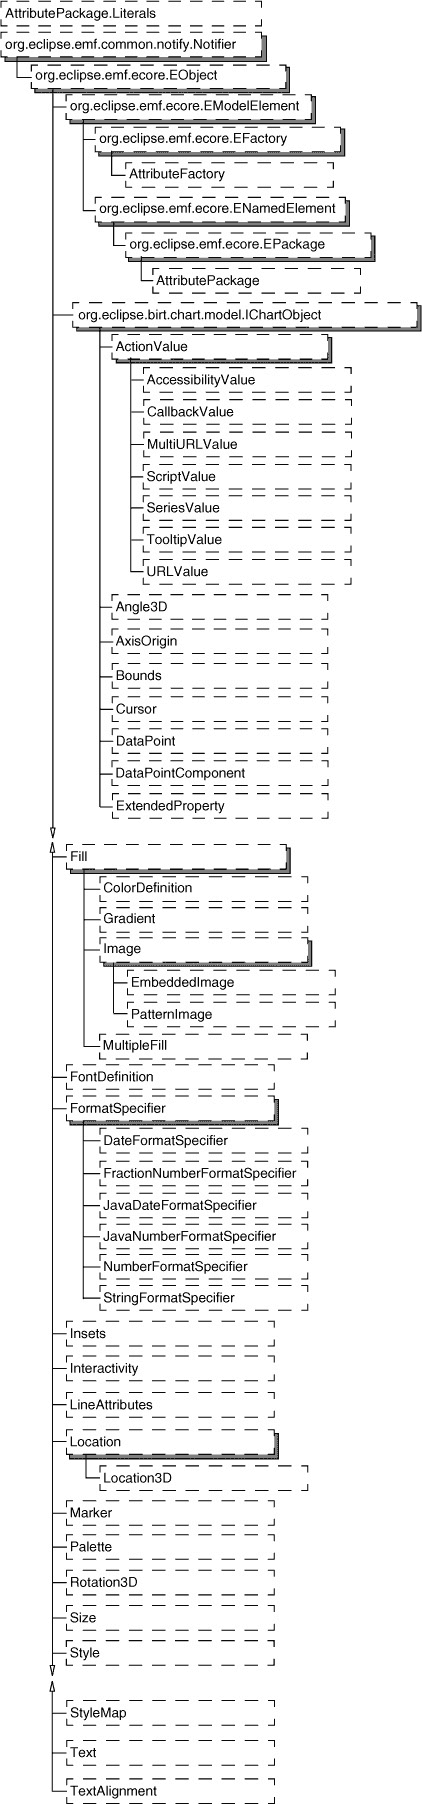 AttributePackage.Literals
org.eclipse.emf.common.notify.Notifier
org.eclipse.emf.ecore.EObject
org.eclipse.emf.ecore.EModelElement
org.eclipse.emf.ecore.EFactory
AttributeFactory
org.eclipse.emf.ecore.ENamedElement
org.eclipse.emf.ecore.EPackage
AttributePackage
org.eclipse.birt.chart.model.IChartObject
ActionValue
AccessibilityValue
CallbackValue
MultiURLValue
ScriptValue
SeriesValue
TooltipValue
URLValue
Angle3D
AxisOrigin
Bounds
Cursor
DataPoint
DataPointComponent
ExtendedProperty
Fill
ColorDefinition
Gradient
Image
EmbeddedImage
PatternImage
MultipleFill
FontDefinition
FormatSpecifier
DateFormatSpecifier
FractionNumberFormatSpecifier
JavaDateFormatSpecifier
JavaNumberFormatSpecifier
NumberFormatSpecifier
StringFormatSpecifier
Insets
Interactivity
LineAttributes
Location
Location3D
Marker
Palette
Rotation3D
Size
Style
StyleMap
Text
TextAlignment